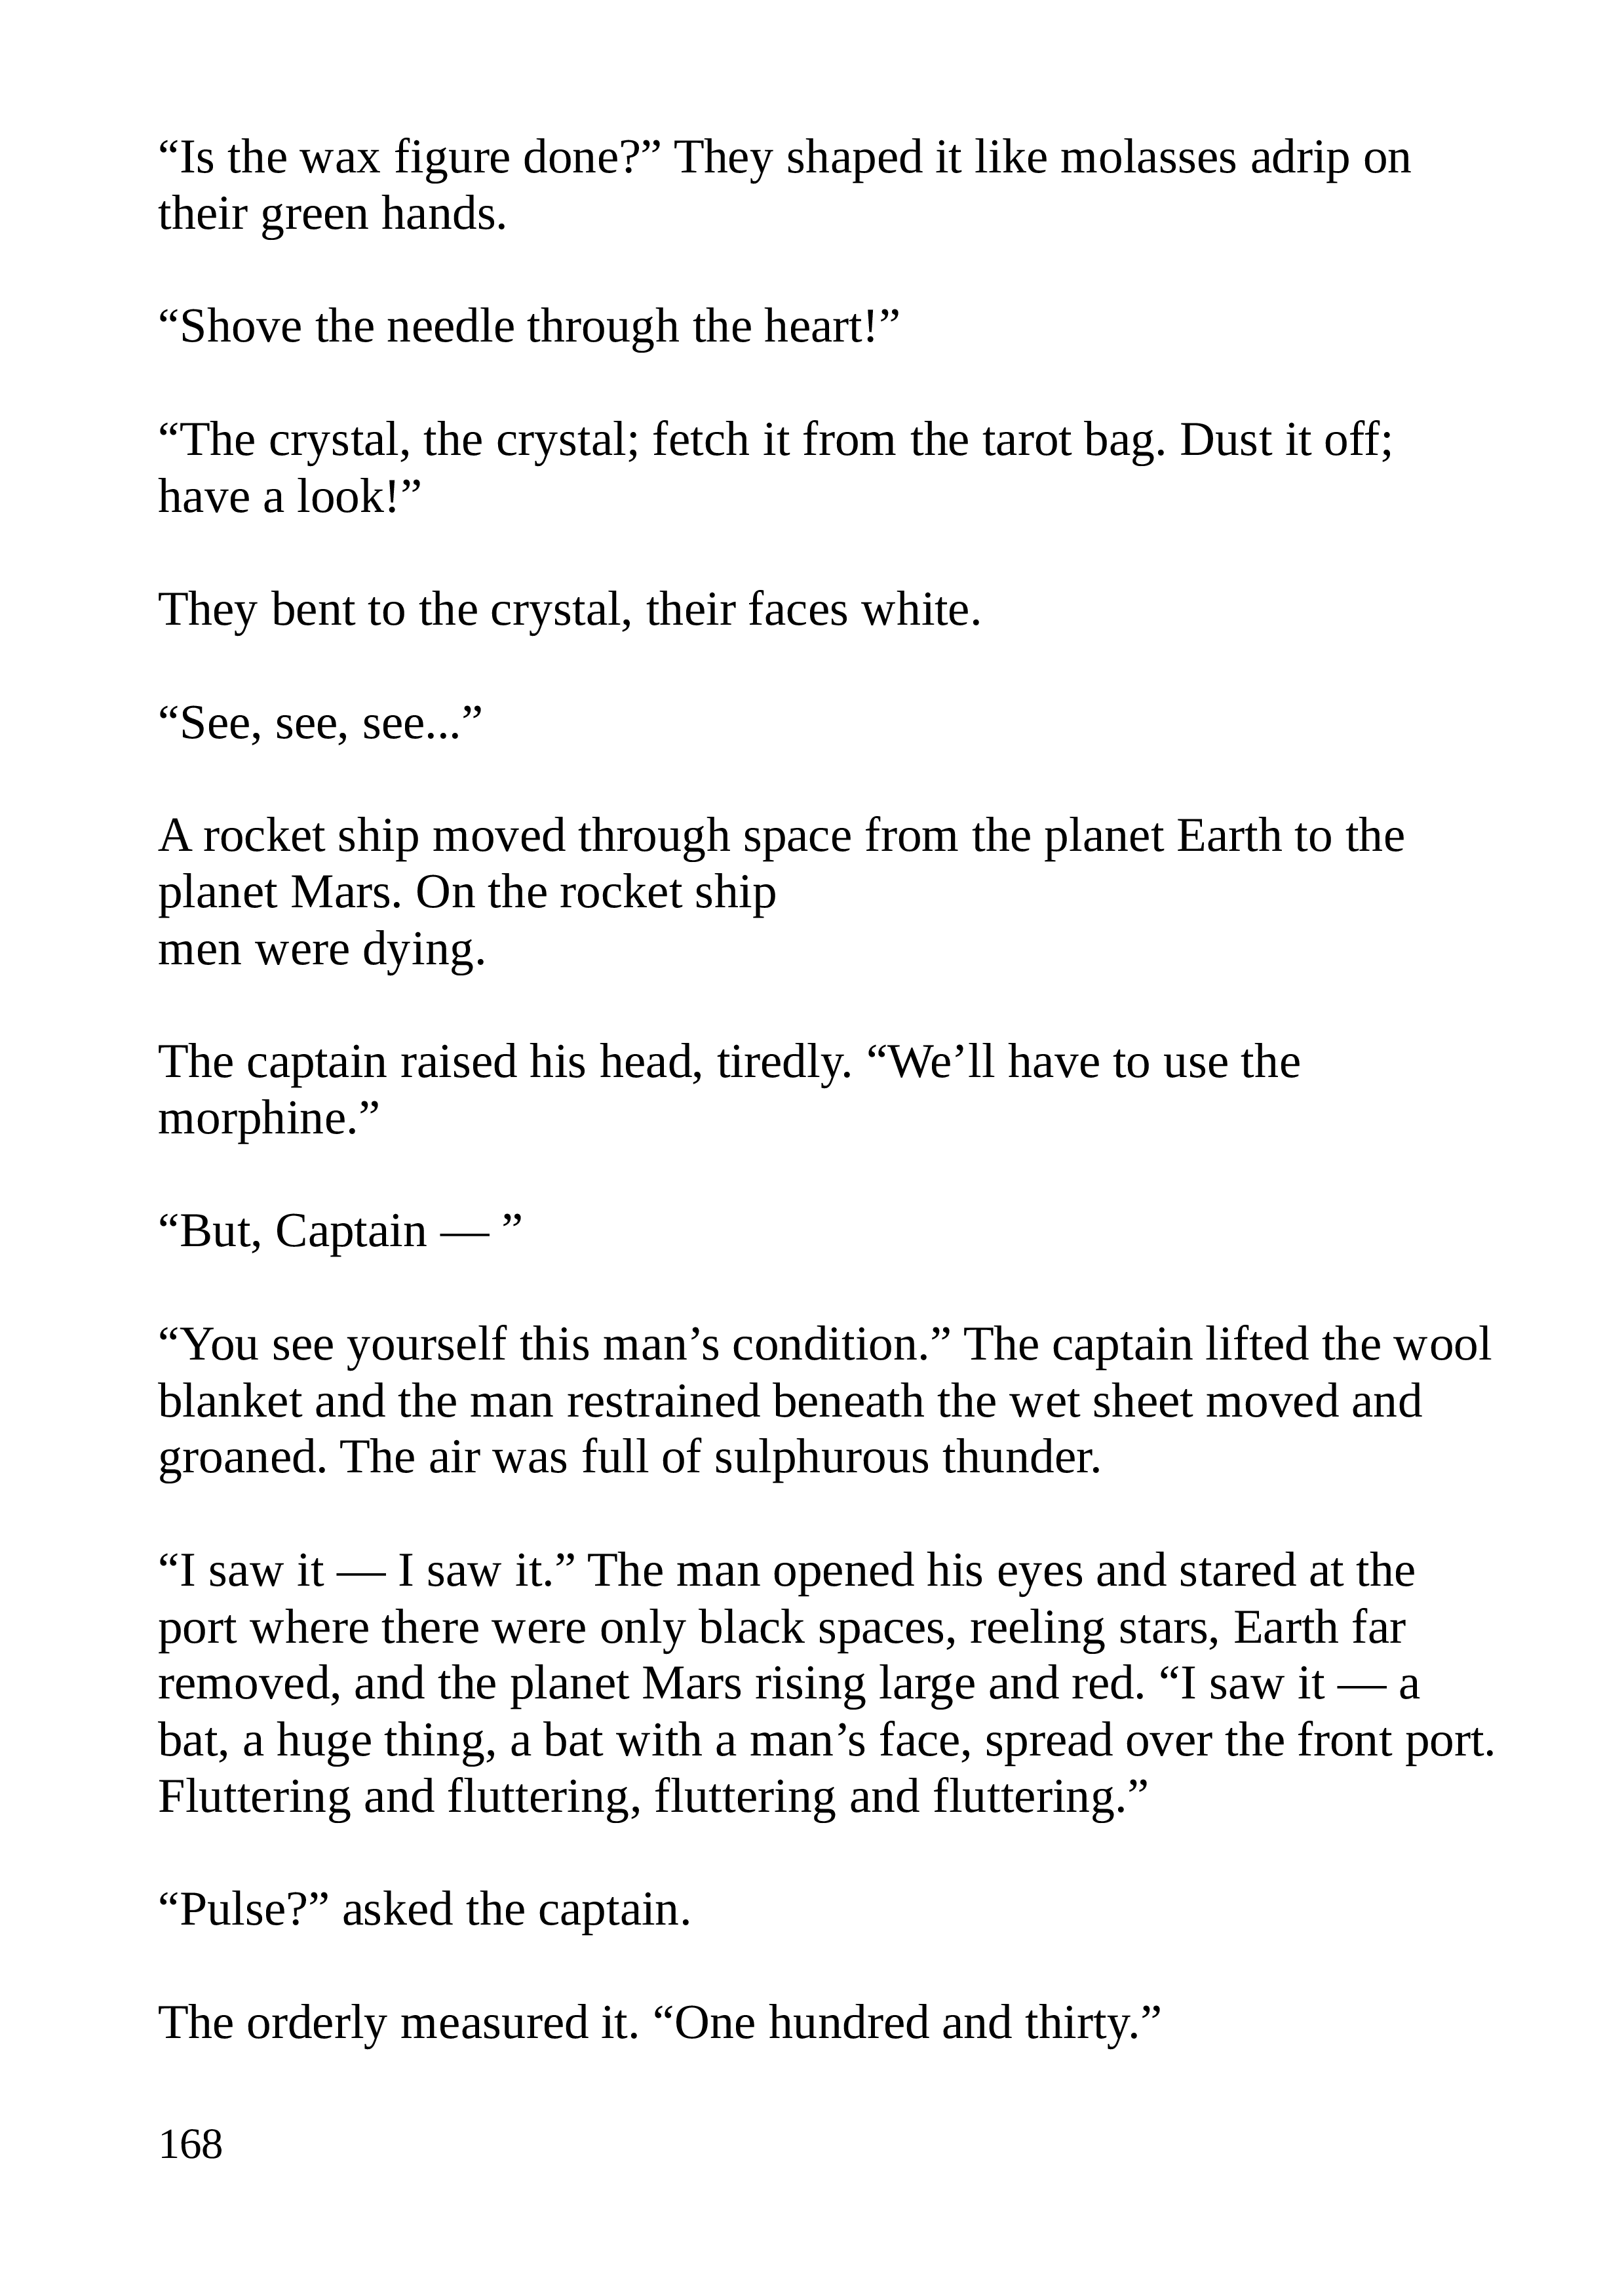 “Is the wax figure done?” They shaped it like molasses adrip on
their green hands.
“Shove the needle through the heart!”
“The crystal, the crystal; fetch it from the tarot bag. Dust it off;
have a look!”
They bent to the crystal, their faces white.
“See, see, see...”
A rocket ship moved through space from the planet Earth to the
planet Mars. On the rocket ship
men were dying.
The captain raised his head, tiredly. “We’ll have to use the
morphine.”
“But, Captain — ”
“You see yourself this man’s condition.” The captain lifted the wool
blanket and the man restrained beneath the wet sheet moved and
groaned. The air was full of sulphurous thunder.
“I saw it — I saw it.” The man opened his eyes and stared at the
port where there were only black spaces, reeling stars, Earth far
removed, and the planet Mars rising large and red. “I saw it — a
bat, a huge thing, a bat with a man’s face, spread over the front port.
Fluttering and fluttering, fluttering and fluttering.”
“Pulse?” asked the captain.
The orderly measured it. “One hundred and thirty.”
168